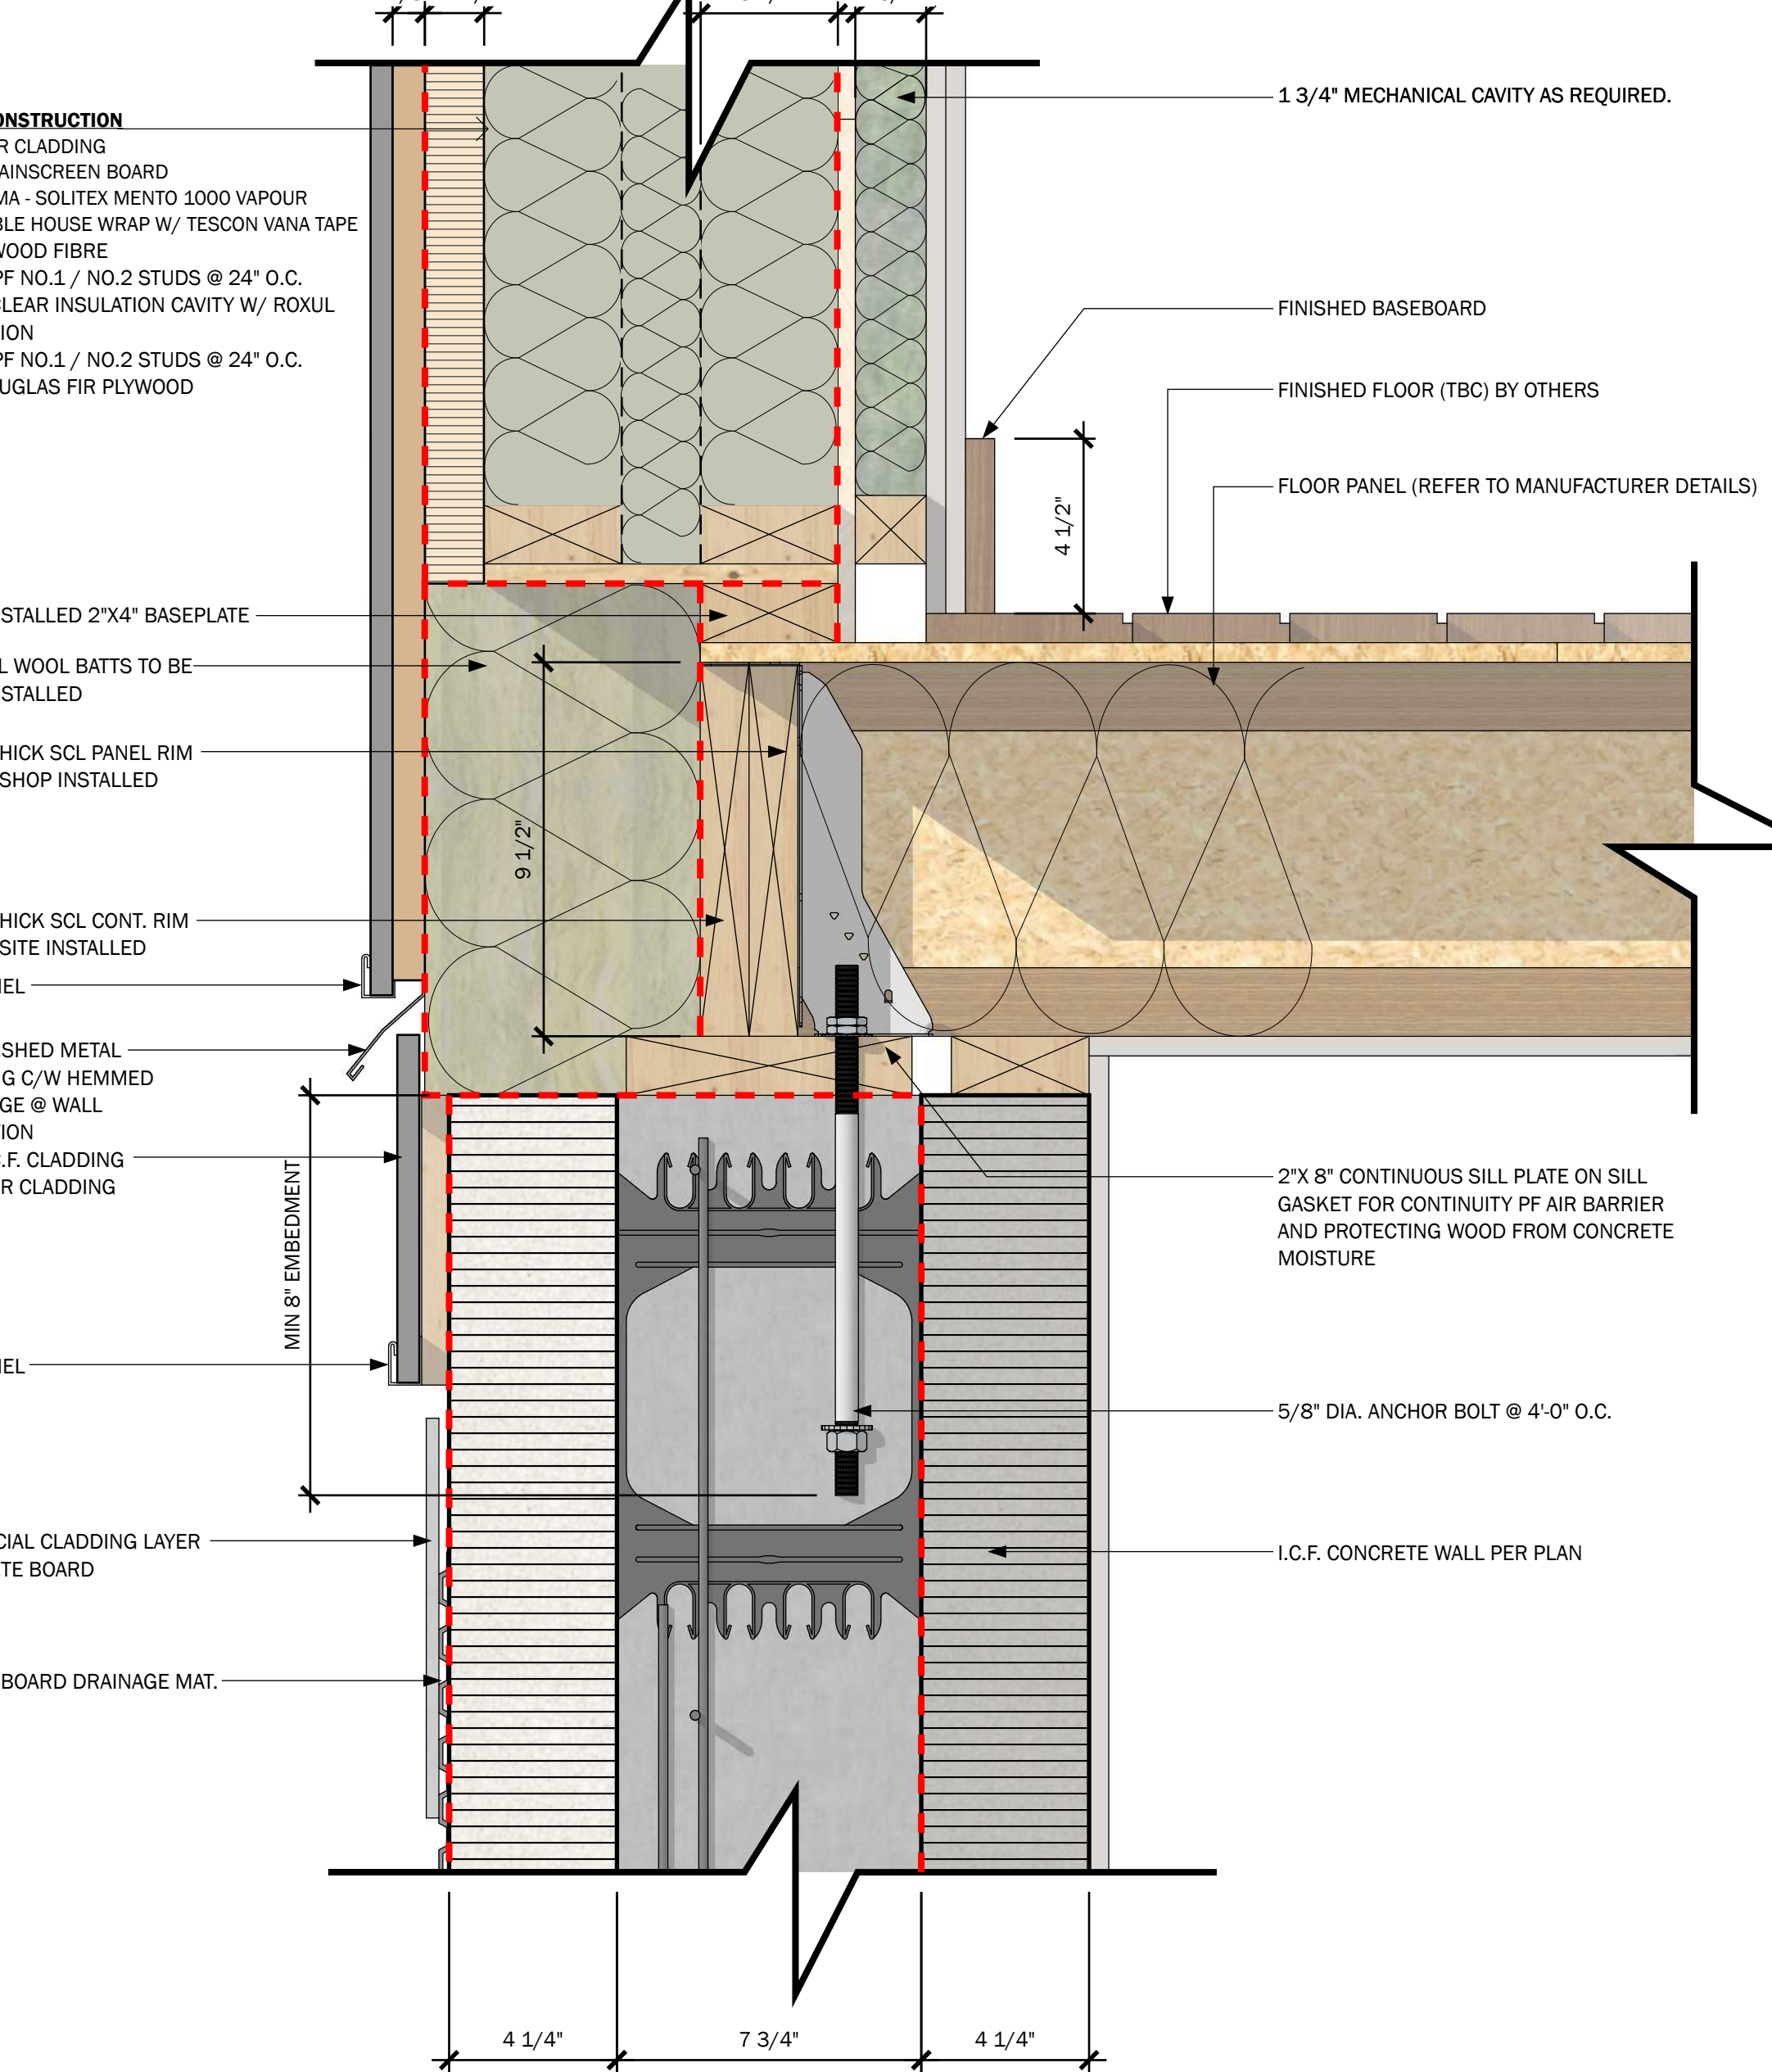 ONSTRUCTION
R CLADDING
AINSCREEN BOARD
MA - SOLITEX MENTO 1000 VAPOUR
BLE HOUSE WRAP W/ TESCON VANA TAPE
WOOD FIBRE
PF NO.1 / NO.2 STUDS @ 24" O.C.
CLEAR INSULATION CAVITY W/ ROXUL
TION
PF NO.1 / NO.2 STUDS @ 24" O.C.
UGLAS FIR PLYWOOD
STALLED 2"X4" BASEPLATE
L WOOL BATTS TO BE
STALLED
HICK SCL PANEL RIM
SHOP INSTALLED
9 1/2"
HICK SCL CONT. RIM
SITE INSTALLED
NEL
SHED METAL
G C/W HEMMED
GE @ WALL
TION
C.F. CLADDING
R CLADDING
MIN 8" EMBEDMENT
NEL
CIAL CLADDING LAYER
TE BOARD
BOARD DRAINAGE MAT.
1 3/4" MECHANICAL CAVITY AS REQUIRED.
FINISHED BASEBOARD
FINISHED FLOOR (TBC) BY OTHERS
FLOOR PANEL (REFER TO MANUFACTURER DETAILS)
4 1/2"
2"X 8" CONTINUOUS SILL PLATE ON SILL
GASKET FOR CONTINUITY PF AIR BARRIER
AND PROTECTING WOOD FROM CONCRETE
MOISTURE
5/8" DIA. ANCHOR BOLT @ 4'-0" O.C.
I.C.F. CONCRETE WALL PER PLAN
4 1/4"
7 3/4"
4 1/4"